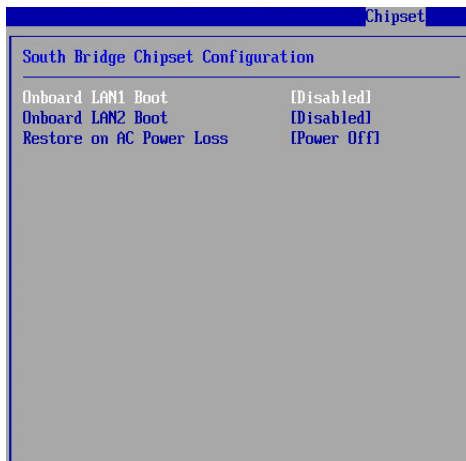 Chipset
South Bridge Chipset Configuration
Onboard LAN1 Boot [Disabled]
Onboard LAN2 Boot [Disabled]
Restore on AC Power Loss [Power Off]